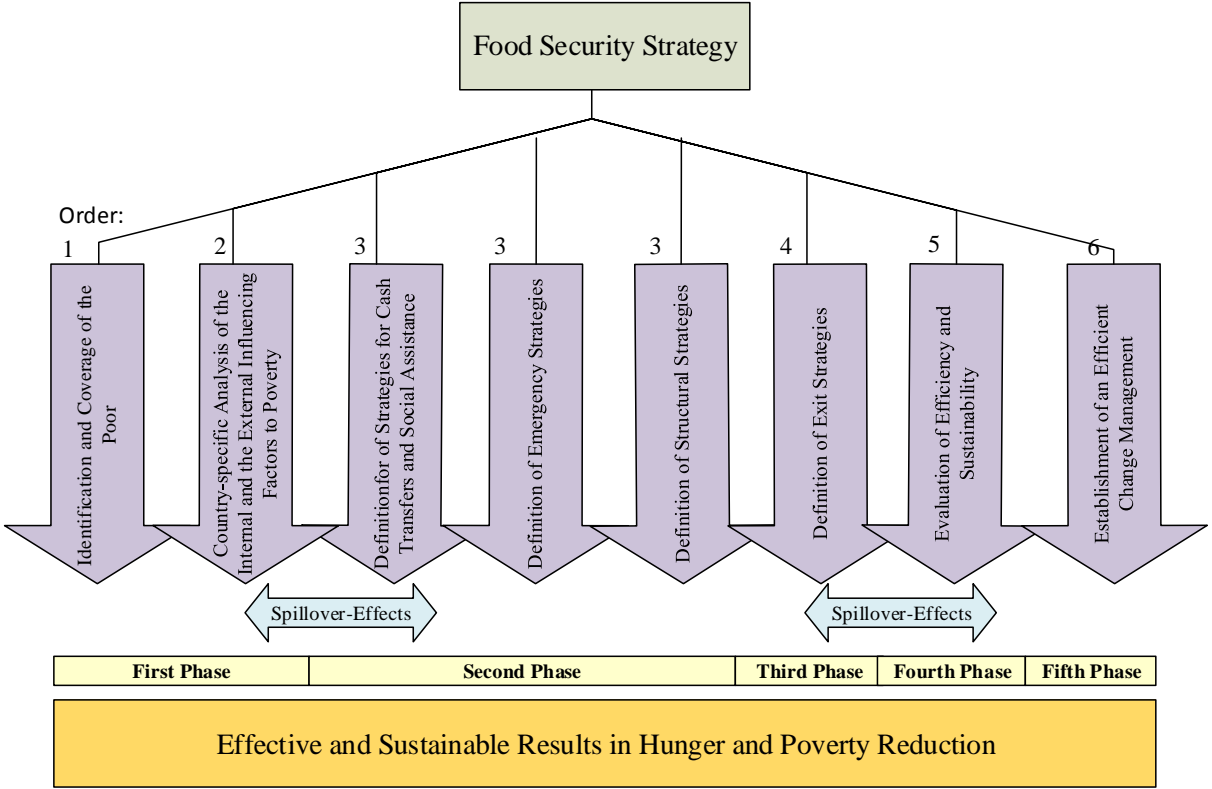 Food Security Strategy
Order:
1
2
3
3
3
4
5
6
Identification and Coverage of the
Poor
Country-specific Analysis of the
Internal and the External Influencing
Factors to Poverty
Definitionfor of Strategies for Cash
Transfers and Social Assistance
Definition of Emergency Strategies
Definition of Structural Strategies
Definition of Exit Strategies
Evaluation of Efficiency and
Sustainability
Establishment of an Efficient
Change Management
Spillover-Effects
Spillover-Effects
First Phase
Second Phase
Third Phase
Fourth Phase
Fifth Phase
Effective and Sustainable Results in Hunger and Poverty Reduction